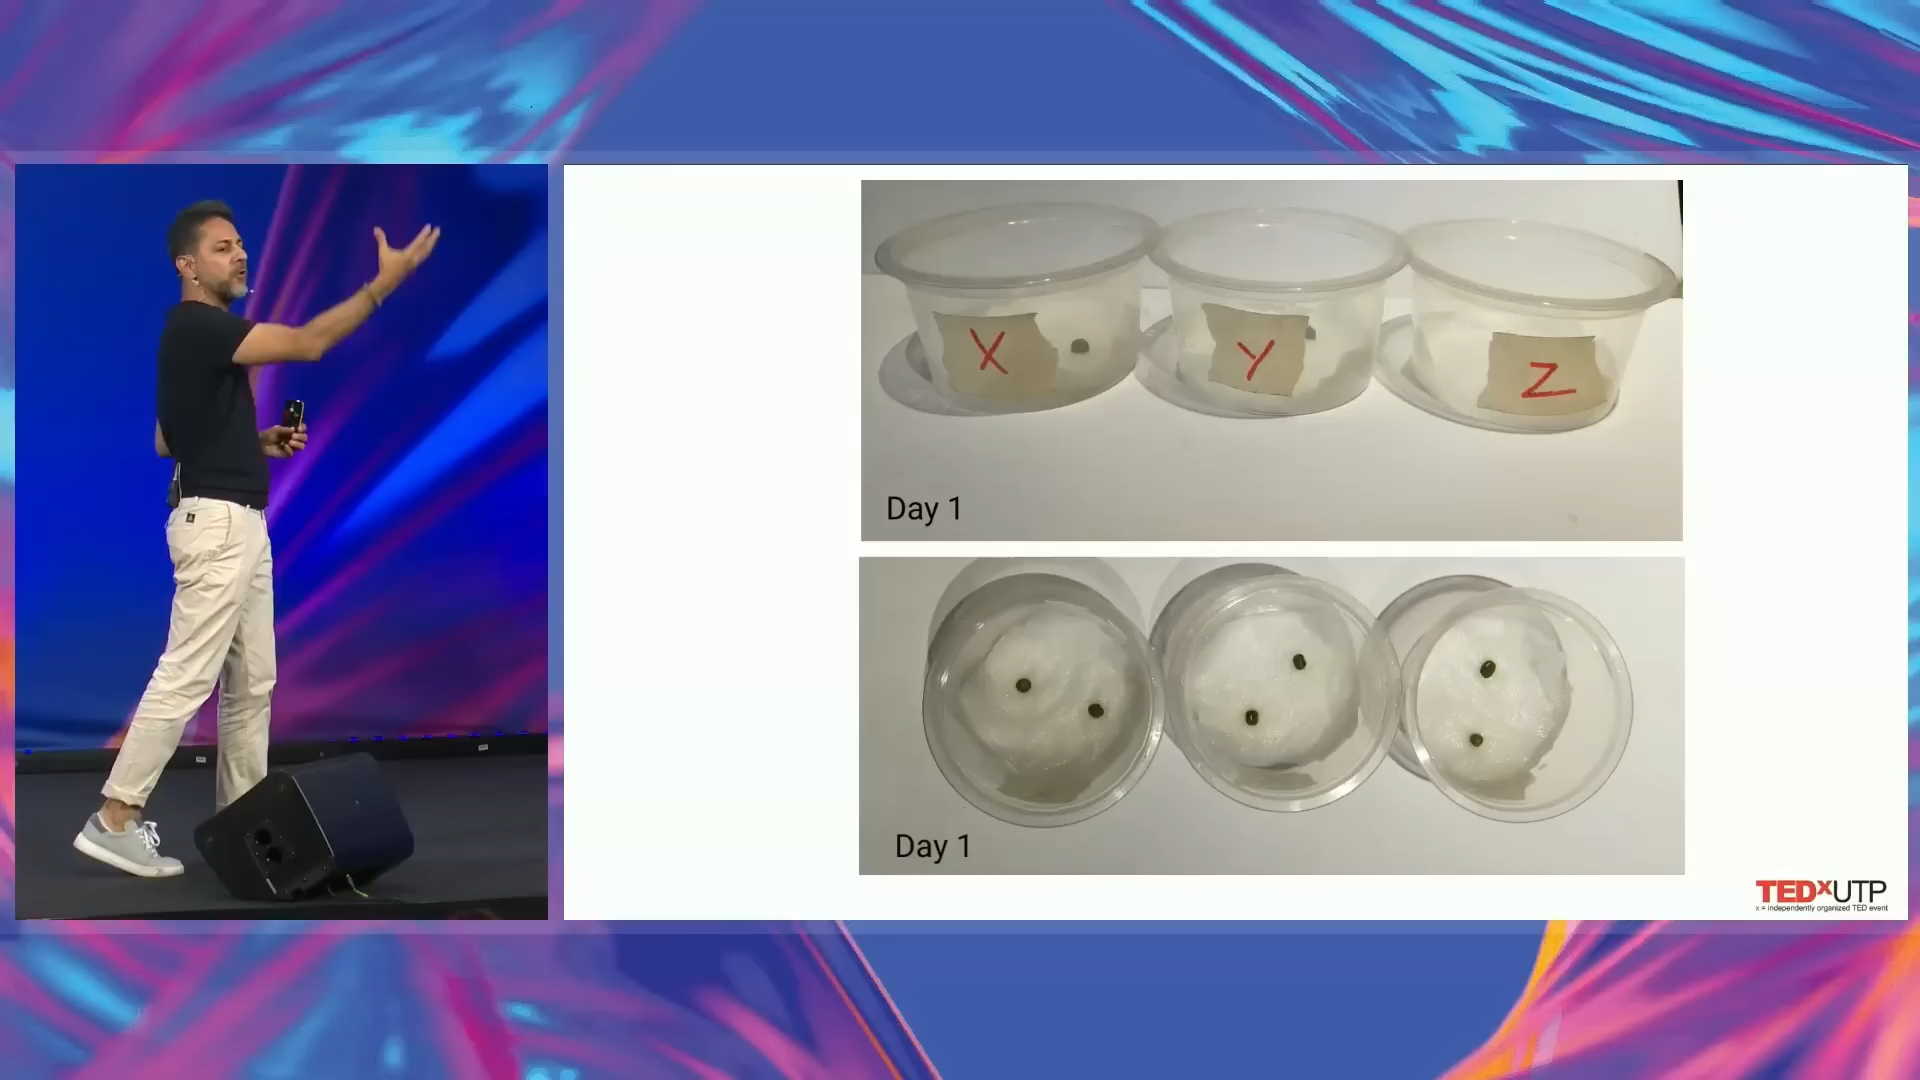 X
Y
Z
Day 1
Day 1
TEDxUTP
x = independently organized TED event